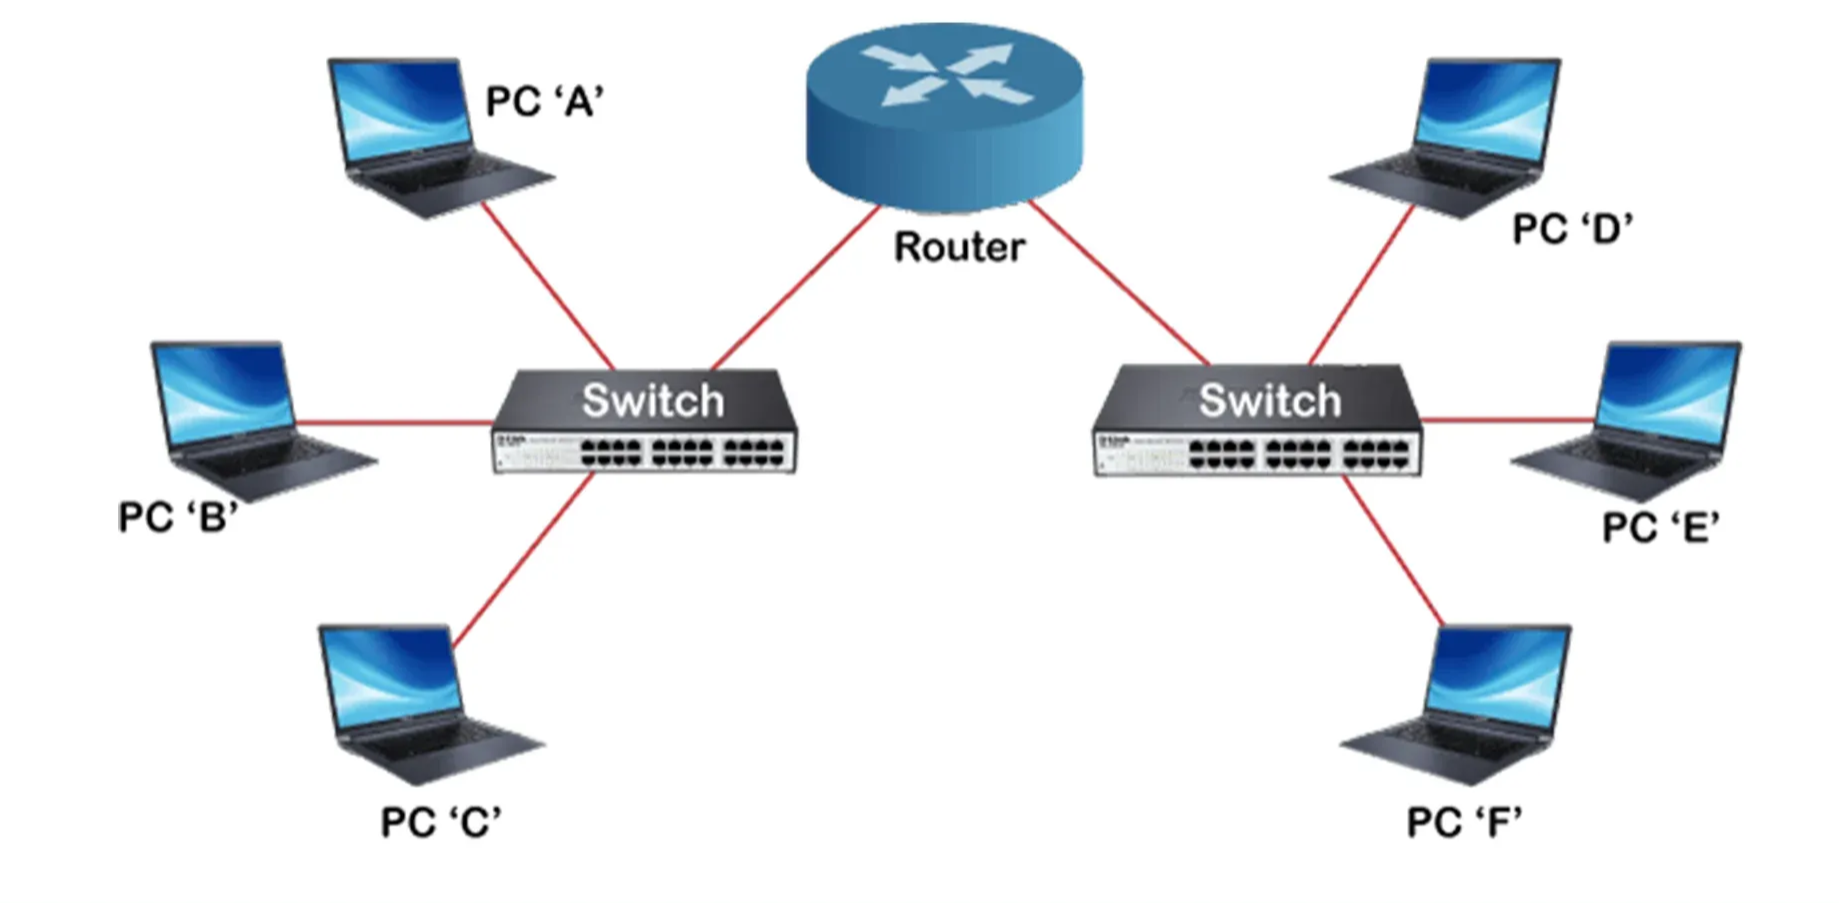 PC ‘A’
Router
PC ‘D’
Switch
Switch
PC ‘B’
PC ‘E’
PC ‘C’
PC ‘F’